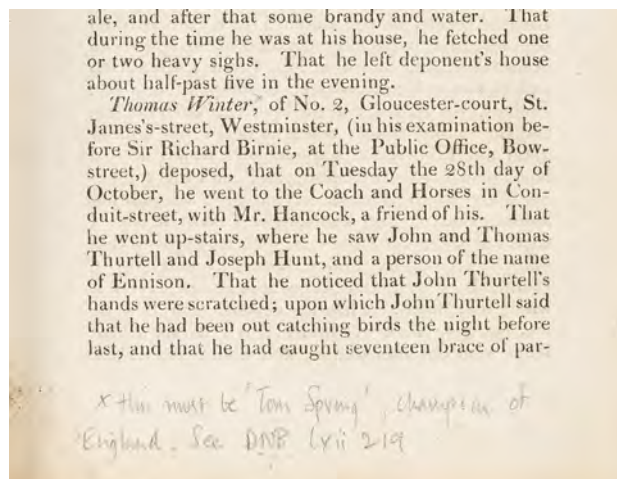 ale, and after that some brandy and water. That
during the time he was at his house, he fetched one
or two heavy sighs. That he left deponent's house
about half-past five in the evening.
Thomas Winter, of No. 2, Gloucester-court, St.
James's-street, Westminster, (in his examination be-
fore Sir Richard Birnie, at the Public Office, Bow-
street,) deposed, that on Tuesday the 28th day of
October, he went to the Coach and Horses in Con-
duit-street, with Mr. Hancock, a friend of his. That
he went up-stairs, where he saw John and Thomas
Thurtell and Joseph Hunt, and a person of the name
of Ennison. That he noticed that John Thurtell's
hands were scratched; upon which John Thurtell said
that he had been out catching birds the night before
last, and that he had caught seventeen brace of par-
x this must be 'Tom Spring', champion of
England. See DNB lxii 219